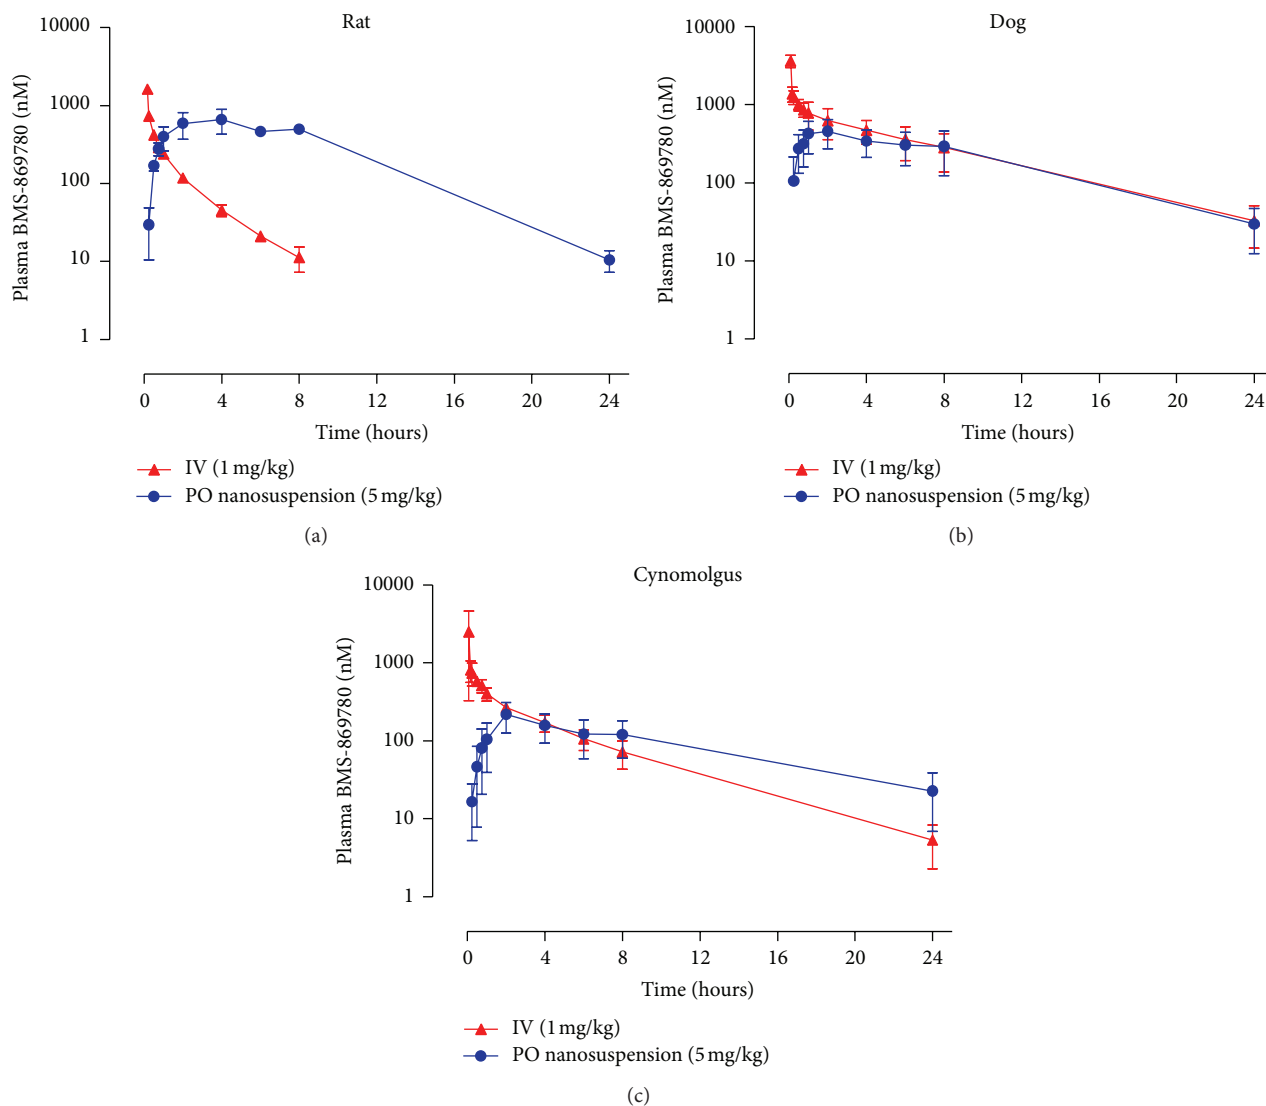 Rat
Plasma BMS-869780 (nM)
10000
1000
100
10
1
0 4 8 12 16 20 24
Time (hours)
IV (1 mg/kg)
PO nanosuspension (5 mg/kg)
(a)
Dog
Plasma BMS-869780 (nM)
10000
1000
100
10
1
0 4 8 12 16 20 24
Time (hours)
IV (1 mg/kg)
PO nanosuspension (5 mg/kg)
(b)
Cynomolgus
Plasma BMS-869780 (nM)
10000
1000
100
10
1
0 4 8 12 16 20 24
Time (hours)
IV (1 mg/kg)
PO nanosuspension (5 mg/kg)
(c)